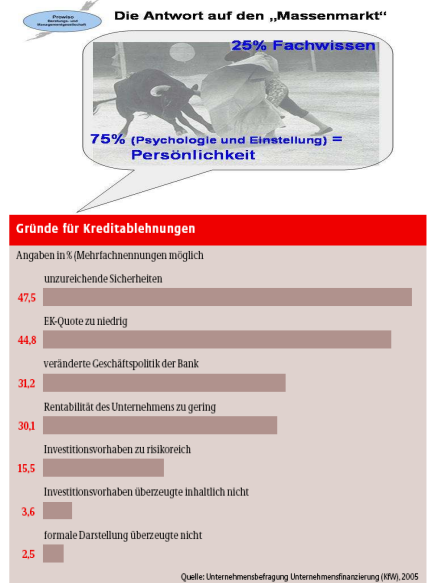 Prowiso
Beratungs- und
Managementgesellschaft
Die Antwort auf den „Massenmarkt“
25% Fachwissen
75% (Psychologie und Einstellung) =
Persönlichkeit
Gründe für Kreditablehnungen
Angaben in % (Mehrfachnennungen möglich
unzureichende Sicherheiten
47,5
EK-Quote zu niedrig
44,8
veränderte Geschäftspolitik der Bank
31,2
Rentabilität des Unternehmens zu gering
30,1
Investitionsvorhaben zu risikoreich
15,5
Investitionsvorhaben überzeugte inhaltlich nicht
3,6
formale Darstellung überzeugte nicht
2,5
Quelle: Unternehmensbefragung Unternehmensfinanzierung (KfW), 2005